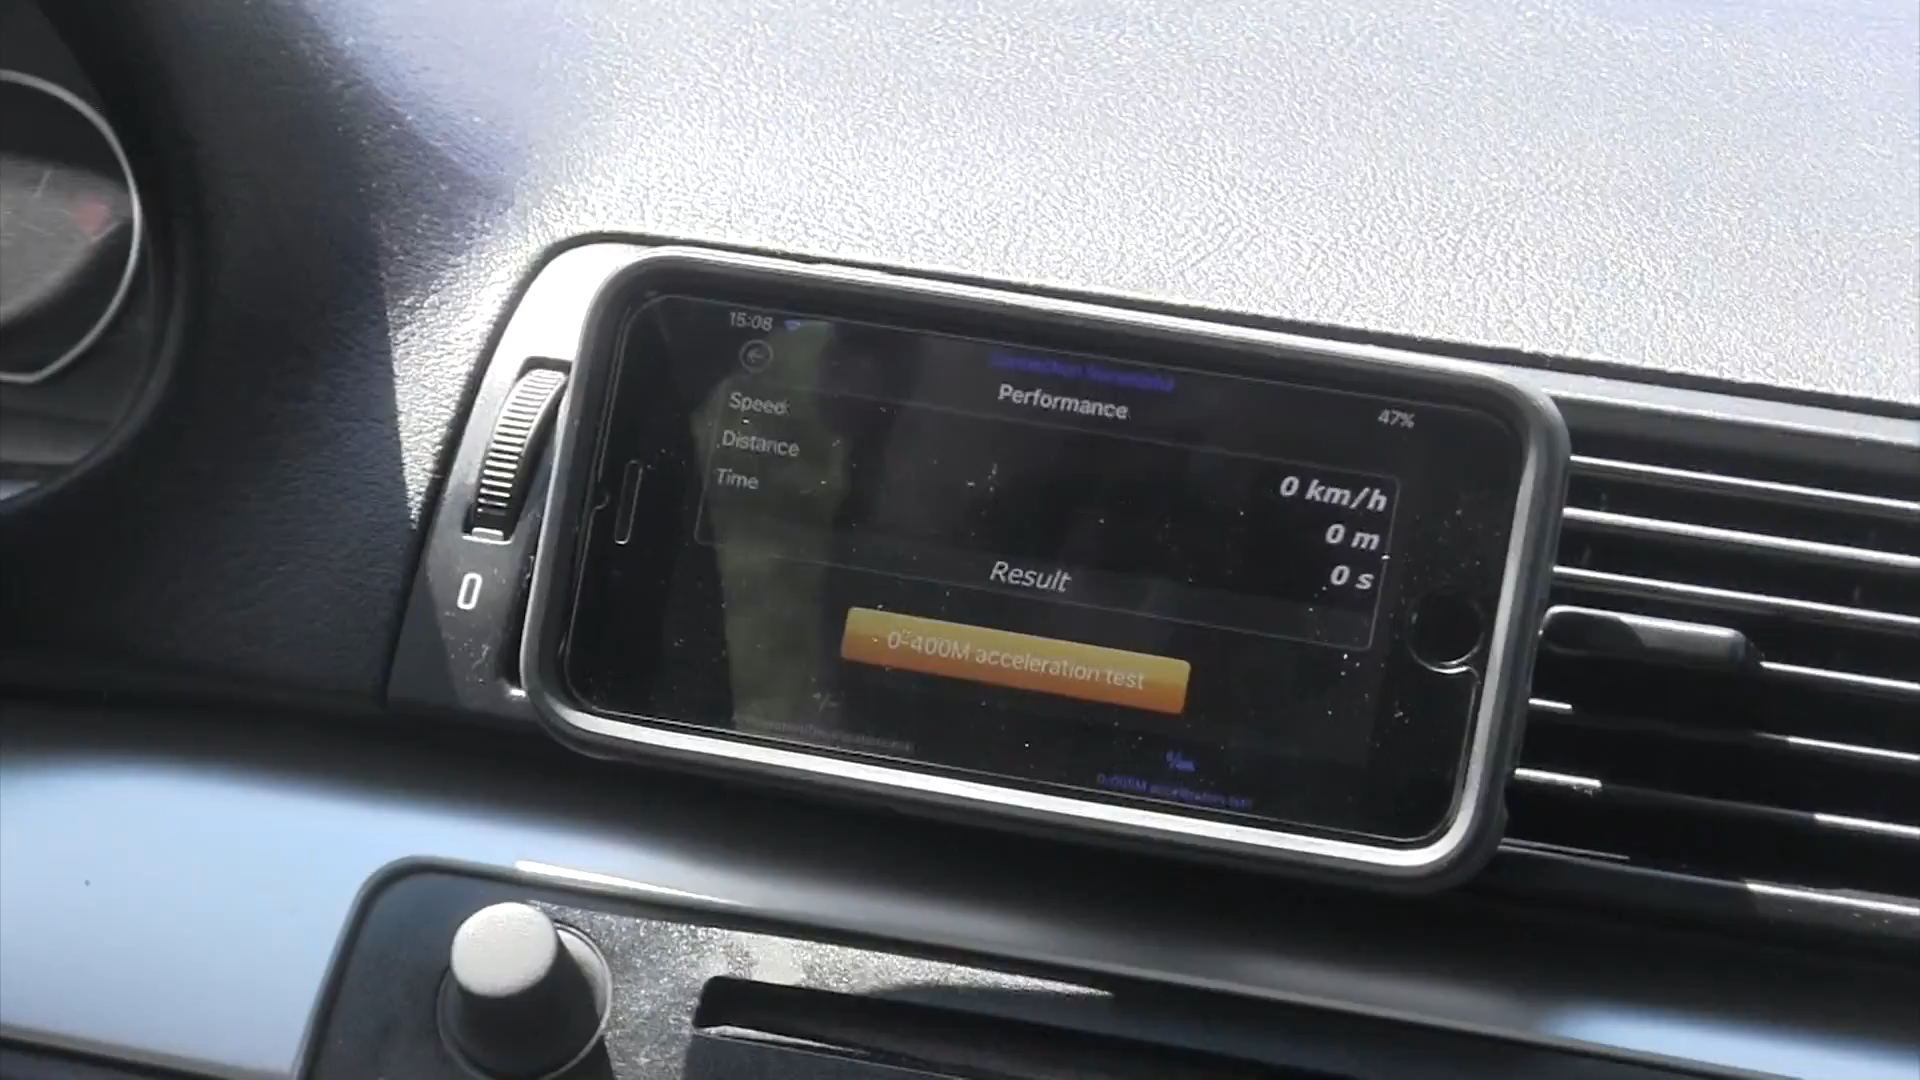 15:08
Performance
47%
Speed
0 km/h
Distance
0 m
Time
0 s
Result
0-400M acceleration test
0